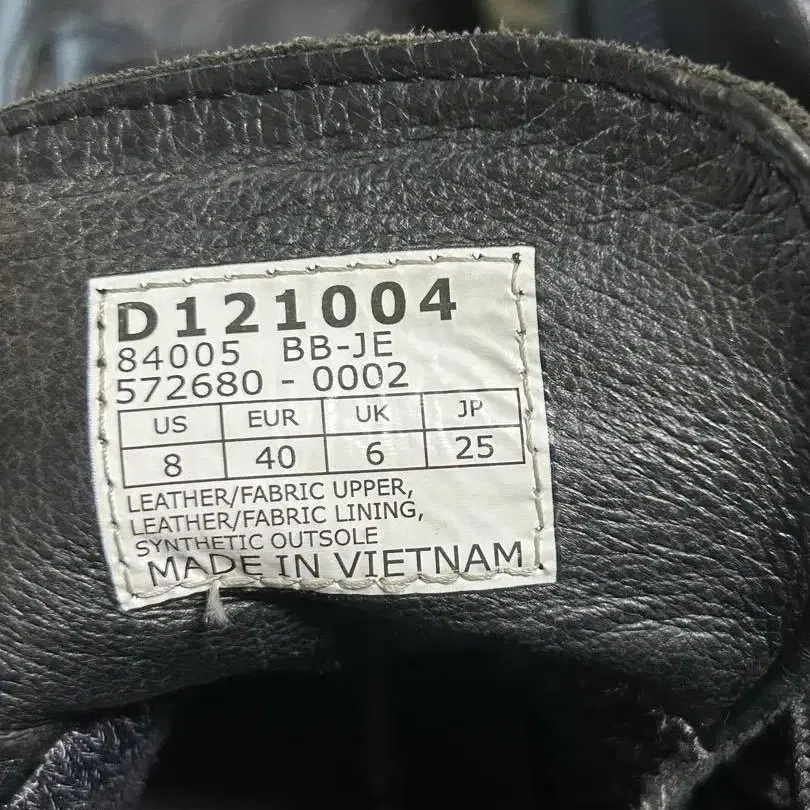 D121004
84005 BB-JE
572680 - 0002
US EUR UK JP
8 40 6 25
LEATHER/FABRIC UPPER,
LEATHER/FABRIC LINING,
SYNTHETIC OUTSOLE
MADE IN VIETNAM